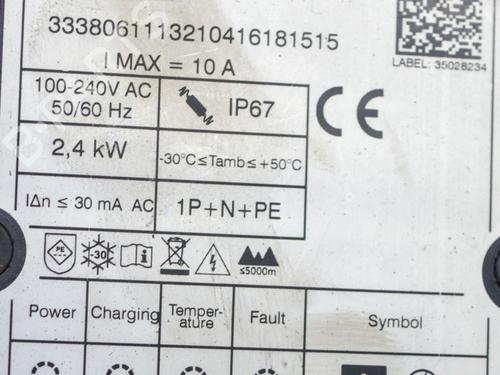 3338061113210416181515
I MAX = 10 A
LABEL: 35028234
100-240V AC
50/60 Hz
IP67
CE
2,4 kW
-30°C≤Tamb≤+50°C
I∆n ≤ 30 mA AC
1P+N+PE
PE
-30
i
≤5000m
Power
Charging
Temper-
ature
Fault
Symbol